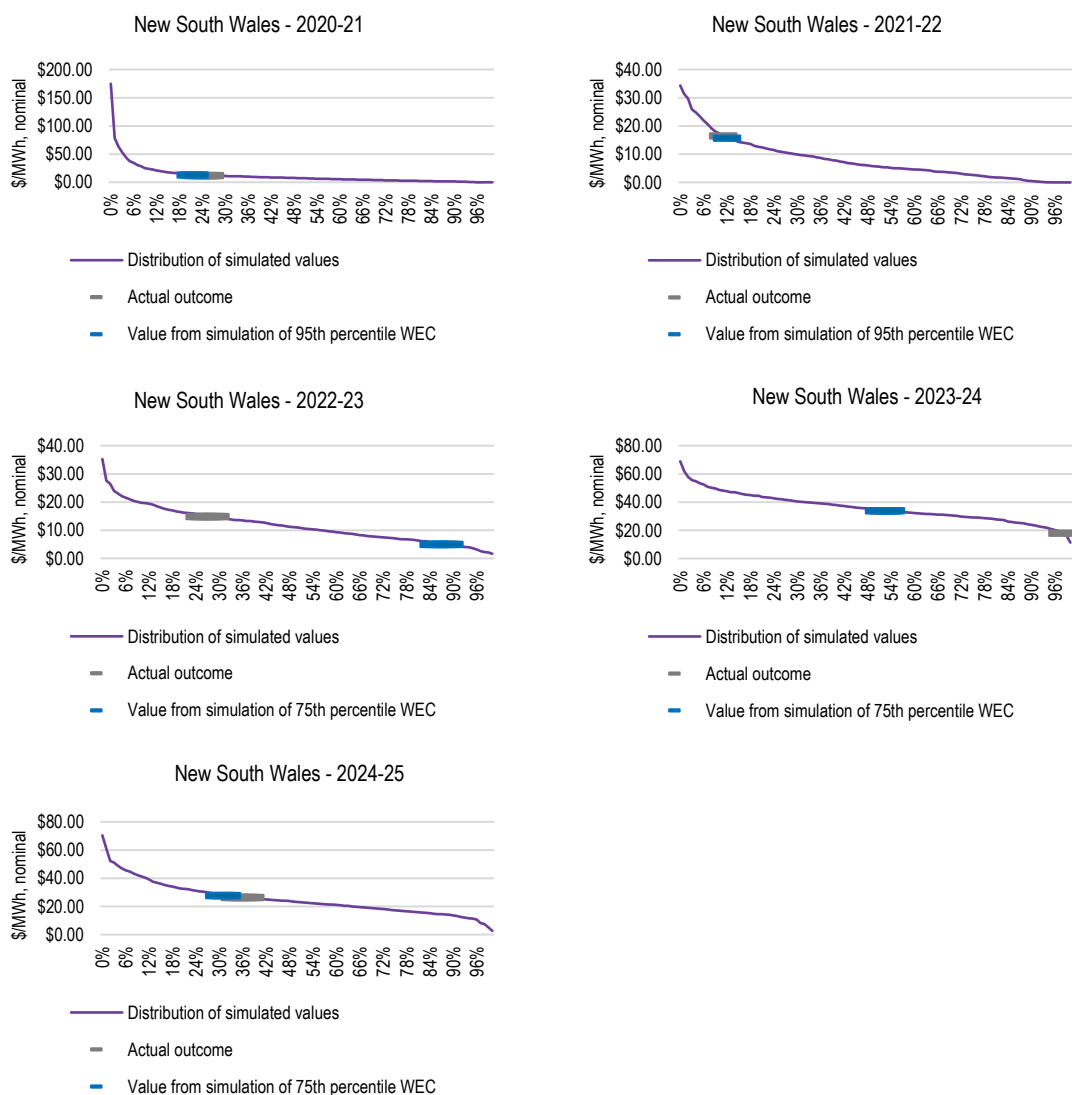 New South Wales - 2020-21
$/MWh, nominal
$200.00
$150.00
$100.00
$50.00
$0.00
0% 6% 12% 18% 24% 30% 36% 42% 48% 54% 60% 66% 72% 78% 84% 90% 96%
Distribution of simulated values
Actual outcome
Value from simulation of 95th percentile WEC
New South Wales - 2021-22
$/MWh, nominal
$40.00
$30.00
$20.00
$10.00
$0.00
0% 6% 12% 18% 24% 30% 36% 42% 48% 54% 60% 66% 72% 78% 84% 90% 96%
Distribution of simulated values
Actual outcome
Value from simulation of 95th percentile WEC
New South Wales - 2022-23
$/MWh, nominal
$40.00
$30.00
$20.00
$10.00
$0.00
0% 6% 12% 18% 24% 30% 36% 42% 48% 54% 60% 66% 72% 78% 84% 90% 96%
Distribution of simulated values
Actual outcome
Value from simulation of 75th percentile WEC
New South Wales - 2023-24
$/MWh, nominal
$80.00
$60.00
$40.00
$20.00
$0.00
0% 6% 12% 18% 24% 30% 36% 42% 48% 54% 60% 66% 72% 78% 84% 90% 96%
Distribution of simulated values
Actual outcome
Value from simulation of 75th percentile WEC
New South Wales - 2024-25
$/MWh, nominal
$80.00
$60.00
$40.00
$20.00
$0.00
0% 6% 12% 18% 24% 30% 36% 42% 48% 54% 60% 66% 72% 78% 84% 90% 96%
Distribution of simulated values
Actual outcome
Value from simulation of 75th percentile WEC